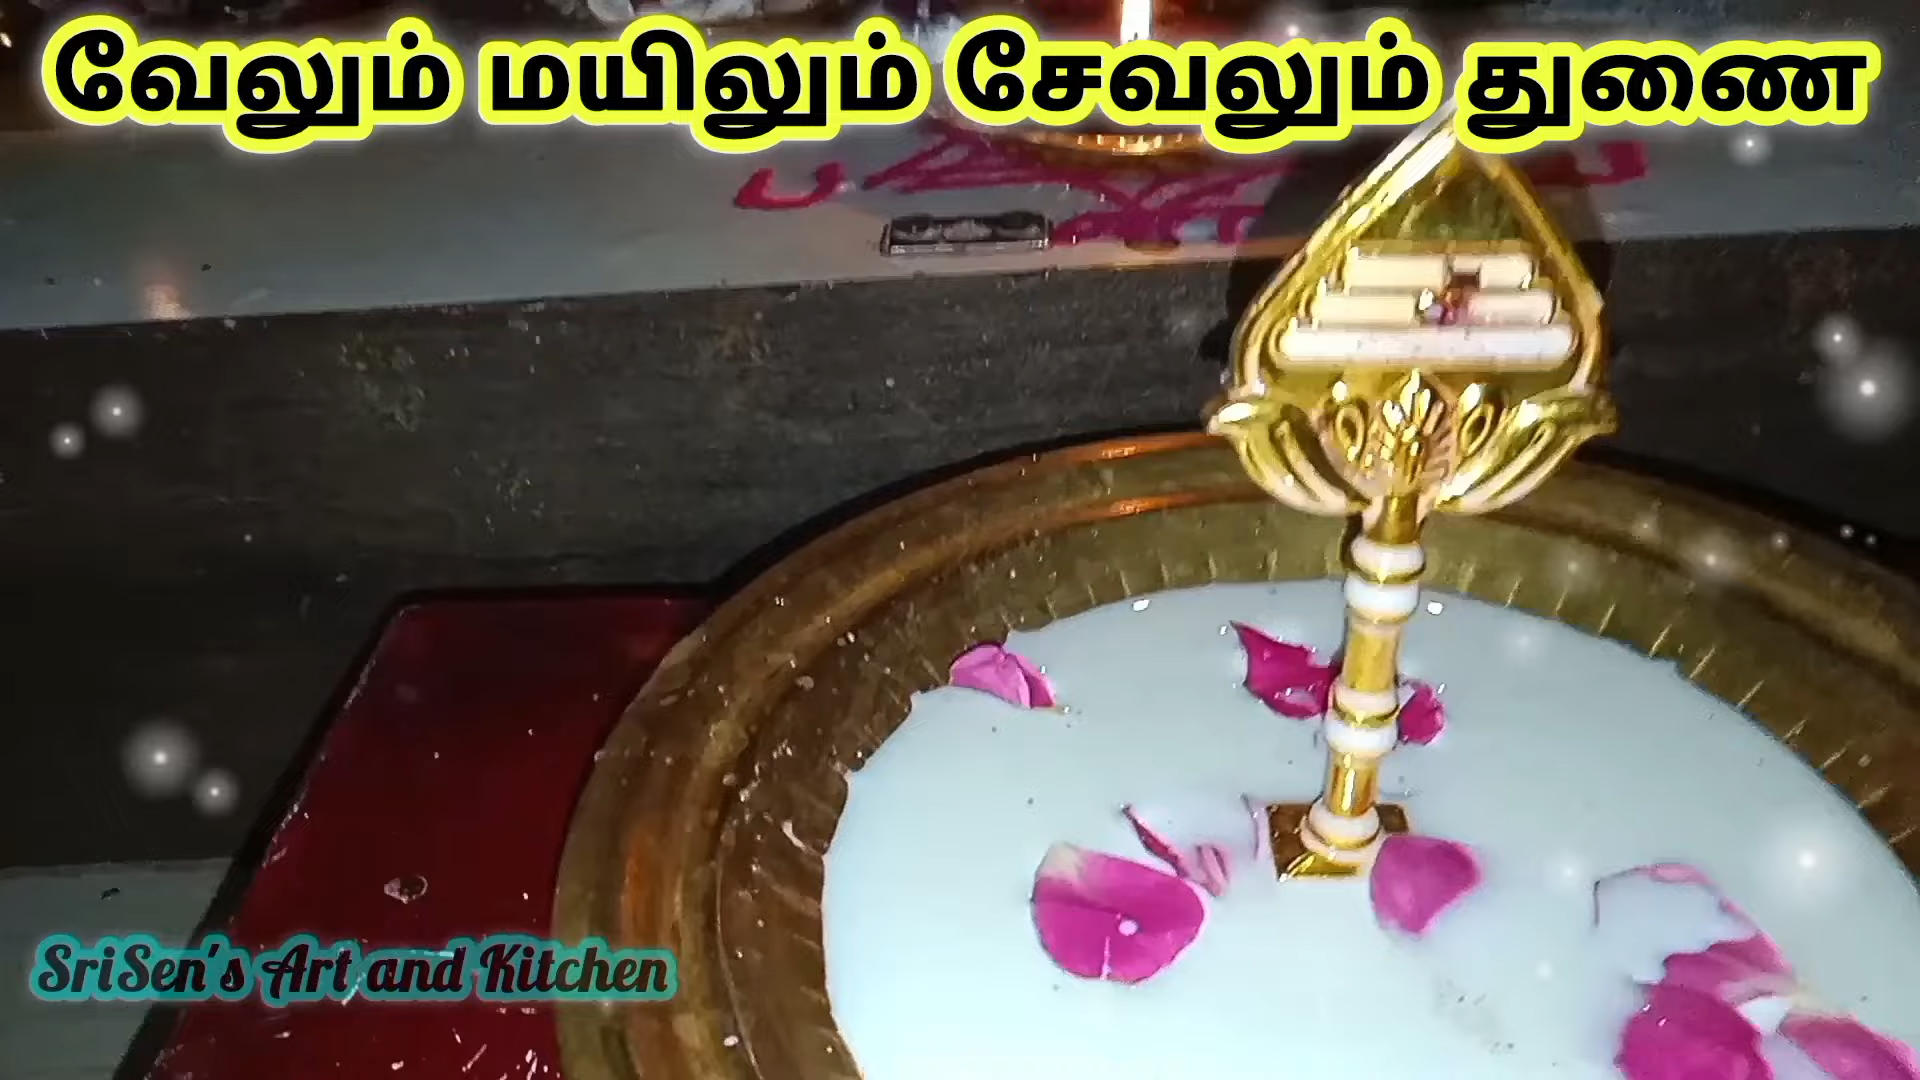 வேலும் மயிலும் சேவலும் துணை
SriSen's Art and Kitchen